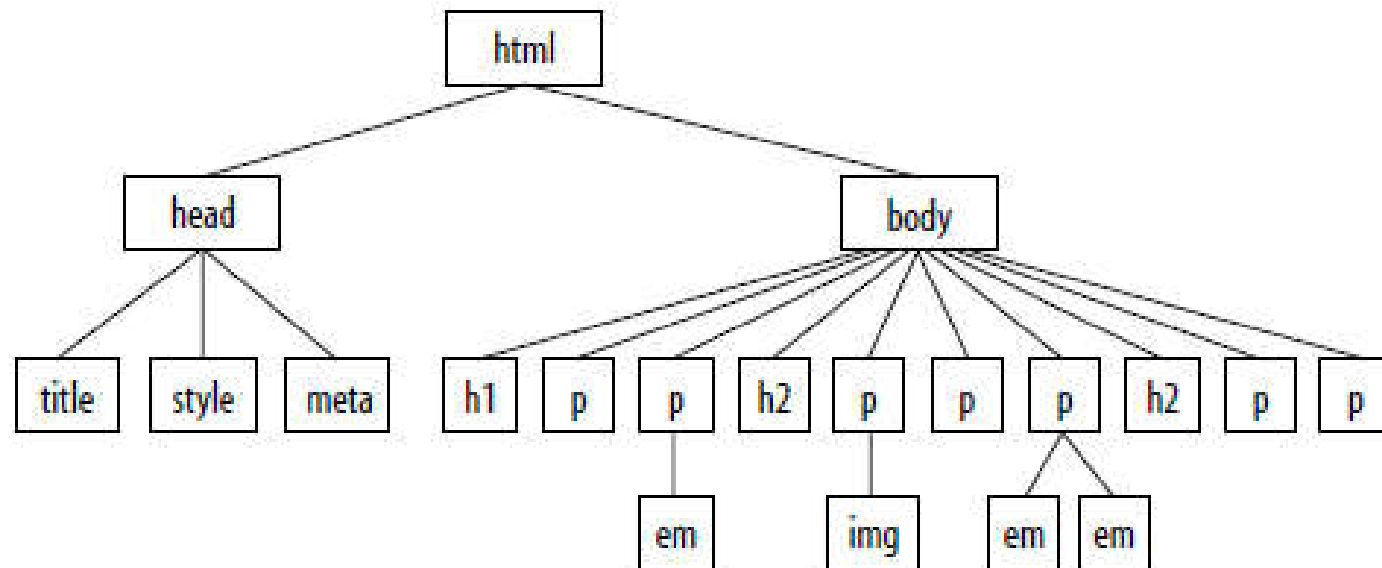 html
head body
title style meta h1 p p h2 p p p h2 p p
em img em em